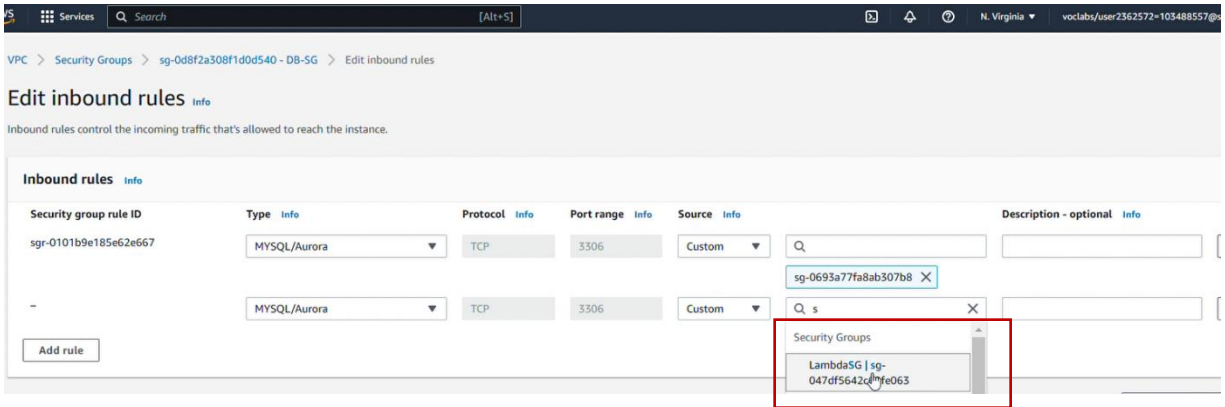 Services
Search
[Alt+S]
N. Virginia
voclabs/user2362572=103488557@s
VPC > Security Groups > sg-0d8f2a308f1d0d540 - DB-SG > Edit inbound rules
Edit inbound rules Info
Inbound rules control the incoming traffic that's allowed to reach the instance.
Inbound rules Info
Security group rule ID Type Info Protocol Info Port range Info Source Info Description - optional Info
sgr-0101b9e185e62e667 MYSQL/Aurora TCP 3306 Custom
sg-0693a77fa8ab307b8
– MYSQL/Aurora TCP 3306 Custom s
Security Groups
Add rule
LambdaSG | sg-